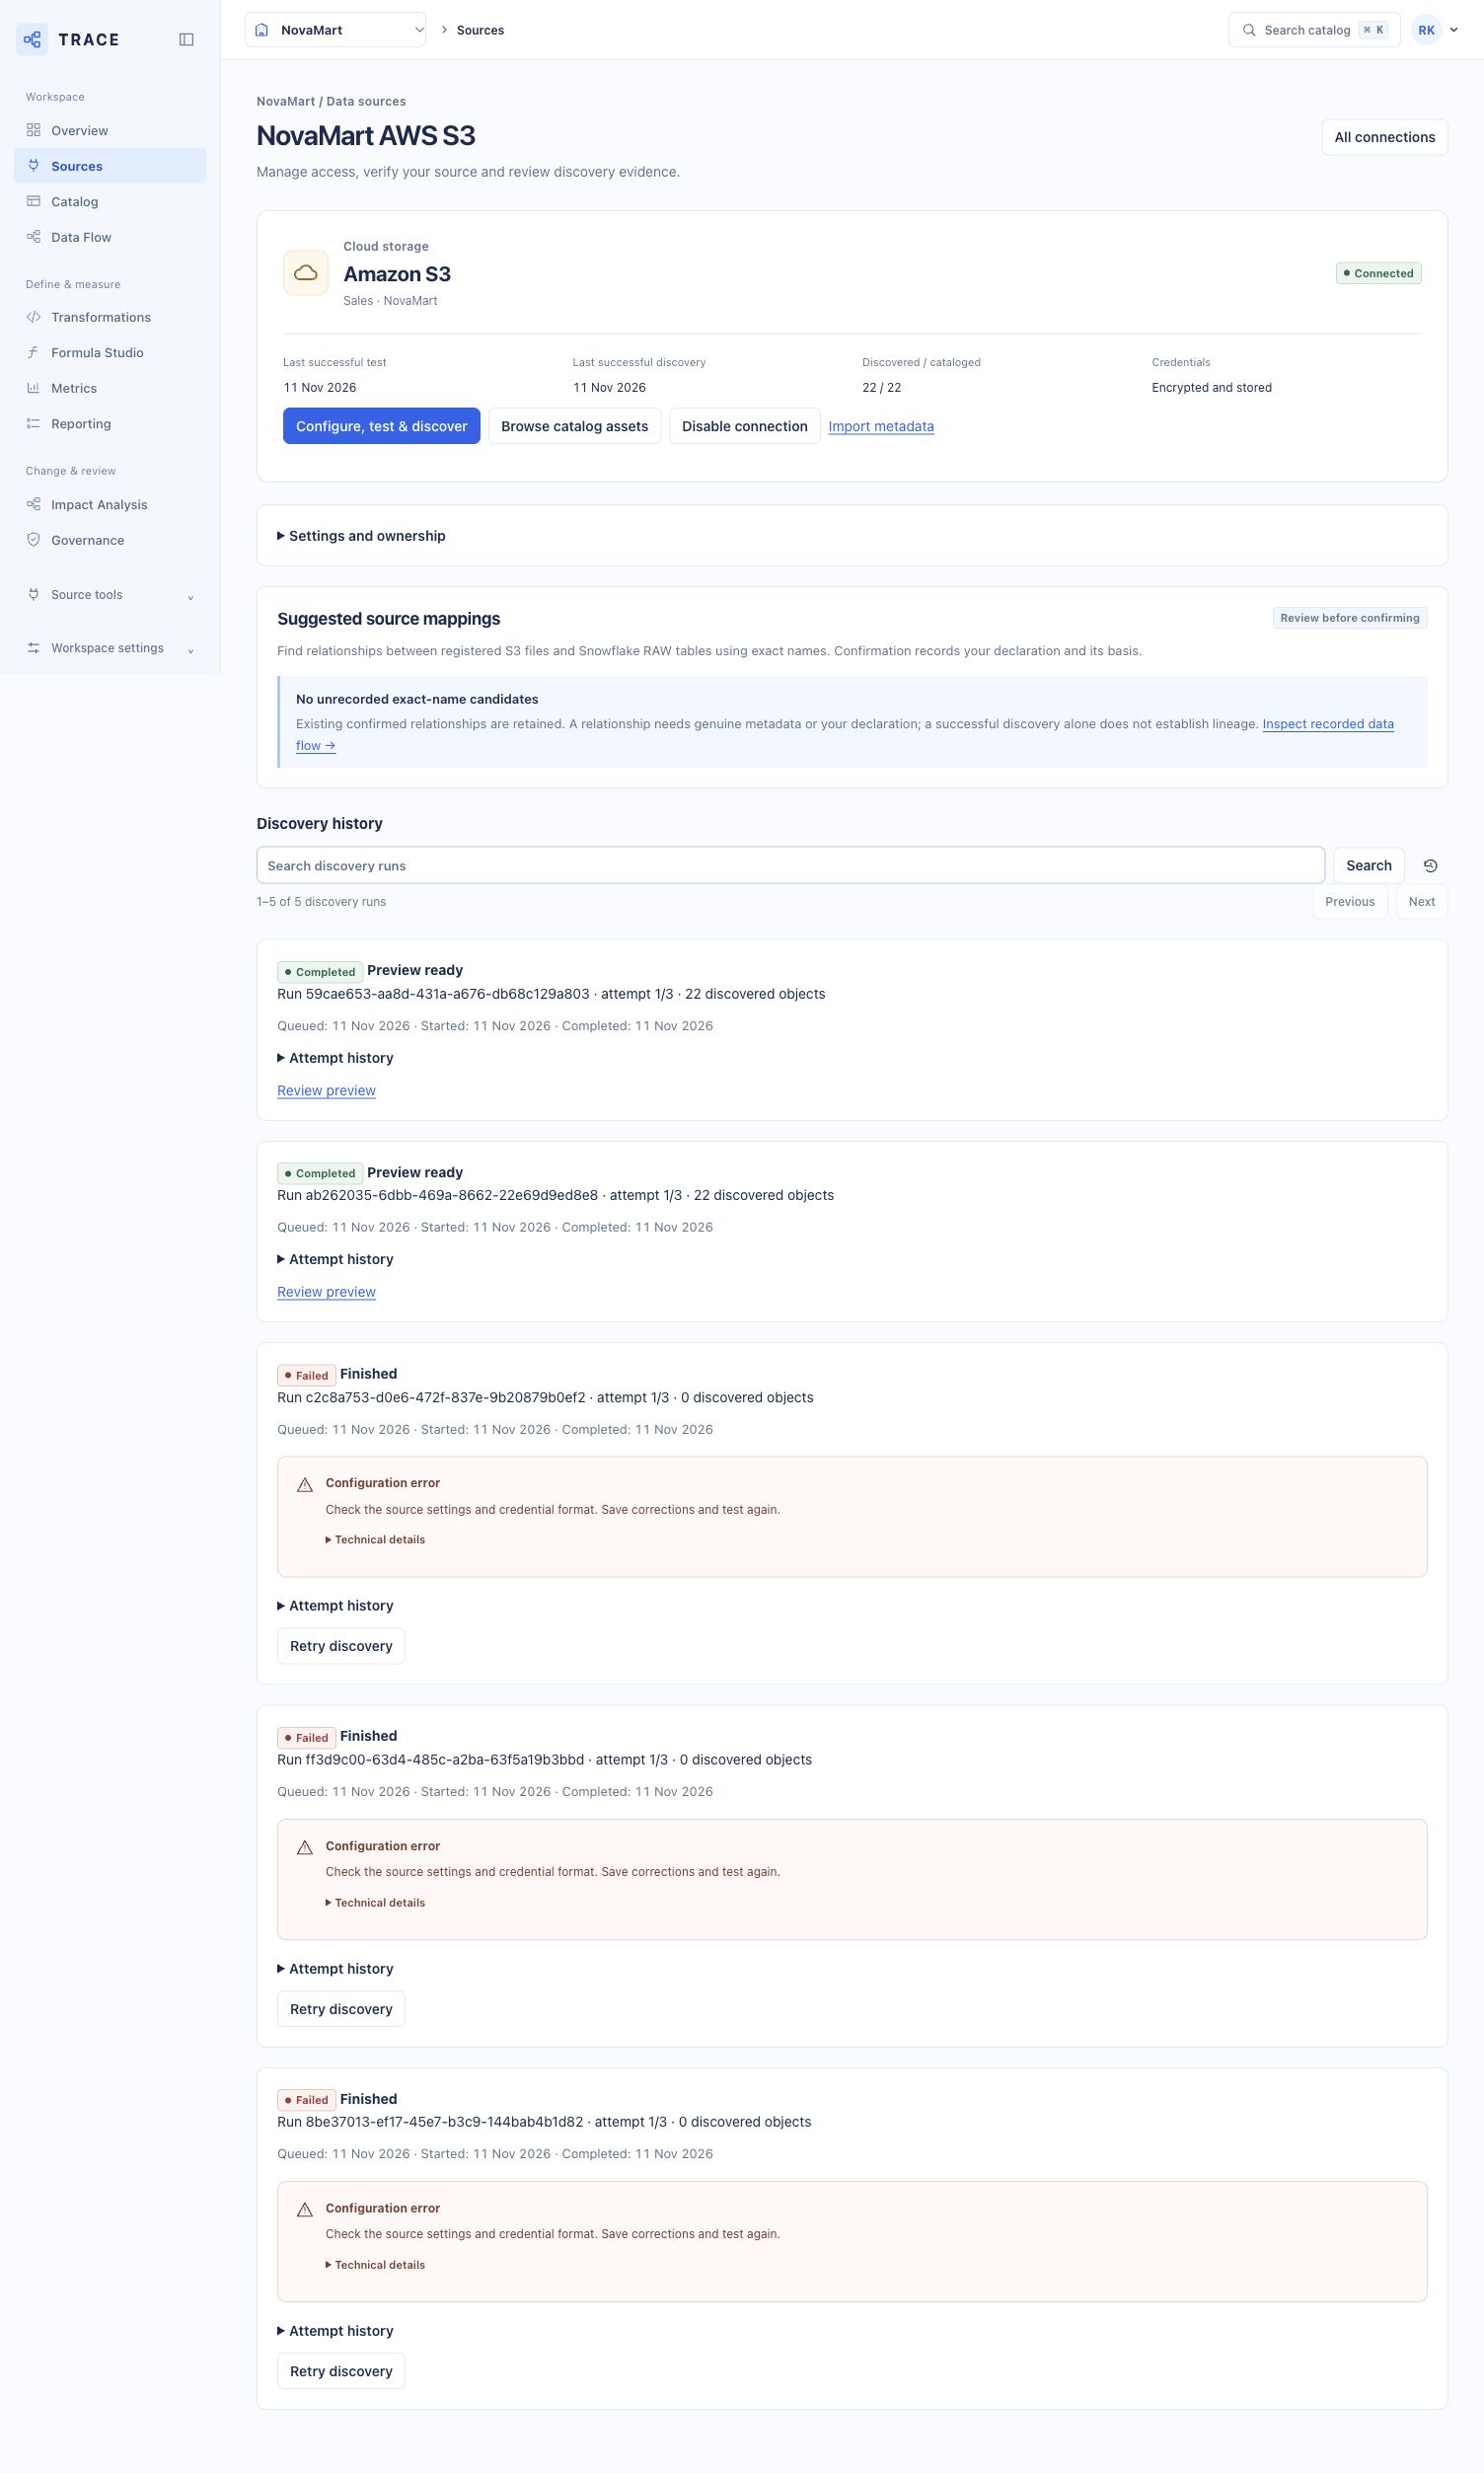 TRACE
NovaMart
Sources
Search catalog ⌘ K
RK
Workspace
Overview
Sources
Catalog
Data Flow
Define & measure
Transformations
Formula Studio
Metrics
Reporting
Change & review
Impact Analysis
Governance
Source tools
Workspace settings
NovaMart / Data sources
NovaMart AWS S3
All connections
Manage access, verify your source and review discovery evidence.
Cloud storage
Amazon S3
Connected
Sales · NovaMart
Last successful test
Last successful discovery
Discovered / cataloged
Credentials
11 Nov 2026
11 Nov 2026
22 / 22
Encrypted and stored
Configure, test & discover
Browse catalog assets
Disable connection
Import metadata
Settings and ownership
Suggested source mappings
Review before confirming
Find relationships between registered S3 files and Snowflake RAW tables using exact names. Confirmation records your declaration and its basis.
No unrecorded exact-name candidates
Existing confirmed relationships are retained. A relationship needs genuine metadata or your declaration; a successful discovery alone does not establish lineage. Inspect recorded data
flow →
Discovery history
Search discovery runs
Search
1–5 of 5 discovery runs
Previous
Next
Completed Preview ready
Run 59cae653-aa8d-431a-a676-db68c129a803 · attempt 1/3 · 22 discovered objects
Queued: 11 Nov 2026 · Started: 11 Nov 2026 · Completed: 11 Nov 2026
Attempt history
Review preview
Completed Preview ready
Run ab262035-6dbb-469a-8662-22e69d9ed8e8 · attempt 1/3 · 22 discovered objects
Queued: 11 Nov 2026 · Started: 11 Nov 2026 · Completed: 11 Nov 2026
Attempt history
Review preview
Failed Finished
Run c2c8a753-d0e6-472f-837e-9b20879b0ef2 · attempt 1/3 · 0 discovered objects
Queued: 11 Nov 2026 · Started: 11 Nov 2026 · Completed: 11 Nov 2026
Configuration error
Check the source settings and credential format. Save corrections and test again.
Technical details
Attempt history
Retry discovery
Failed Finished
Run ff3d9c00-63d4-485c-a2ba-63f5a19b3bbd · attempt 1/3 · 0 discovered objects
Queued: 11 Nov 2026 · Started: 11 Nov 2026 · Completed: 11 Nov 2026
Configuration error
Check the source settings and credential format. Save corrections and test again.
Technical details
Attempt history
Retry discovery
Failed Finished
Run 8be37013-ef17-45e7-b3c9-144bab4b1d82 · attempt 1/3 · 0 discovered objects
Queued: 11 Nov 2026 · Started: 11 Nov 2026 · Completed: 11 Nov 2026
Configuration error
Check the source settings and credential format. Save corrections and test again.
Technical details
Attempt history
Retry discovery